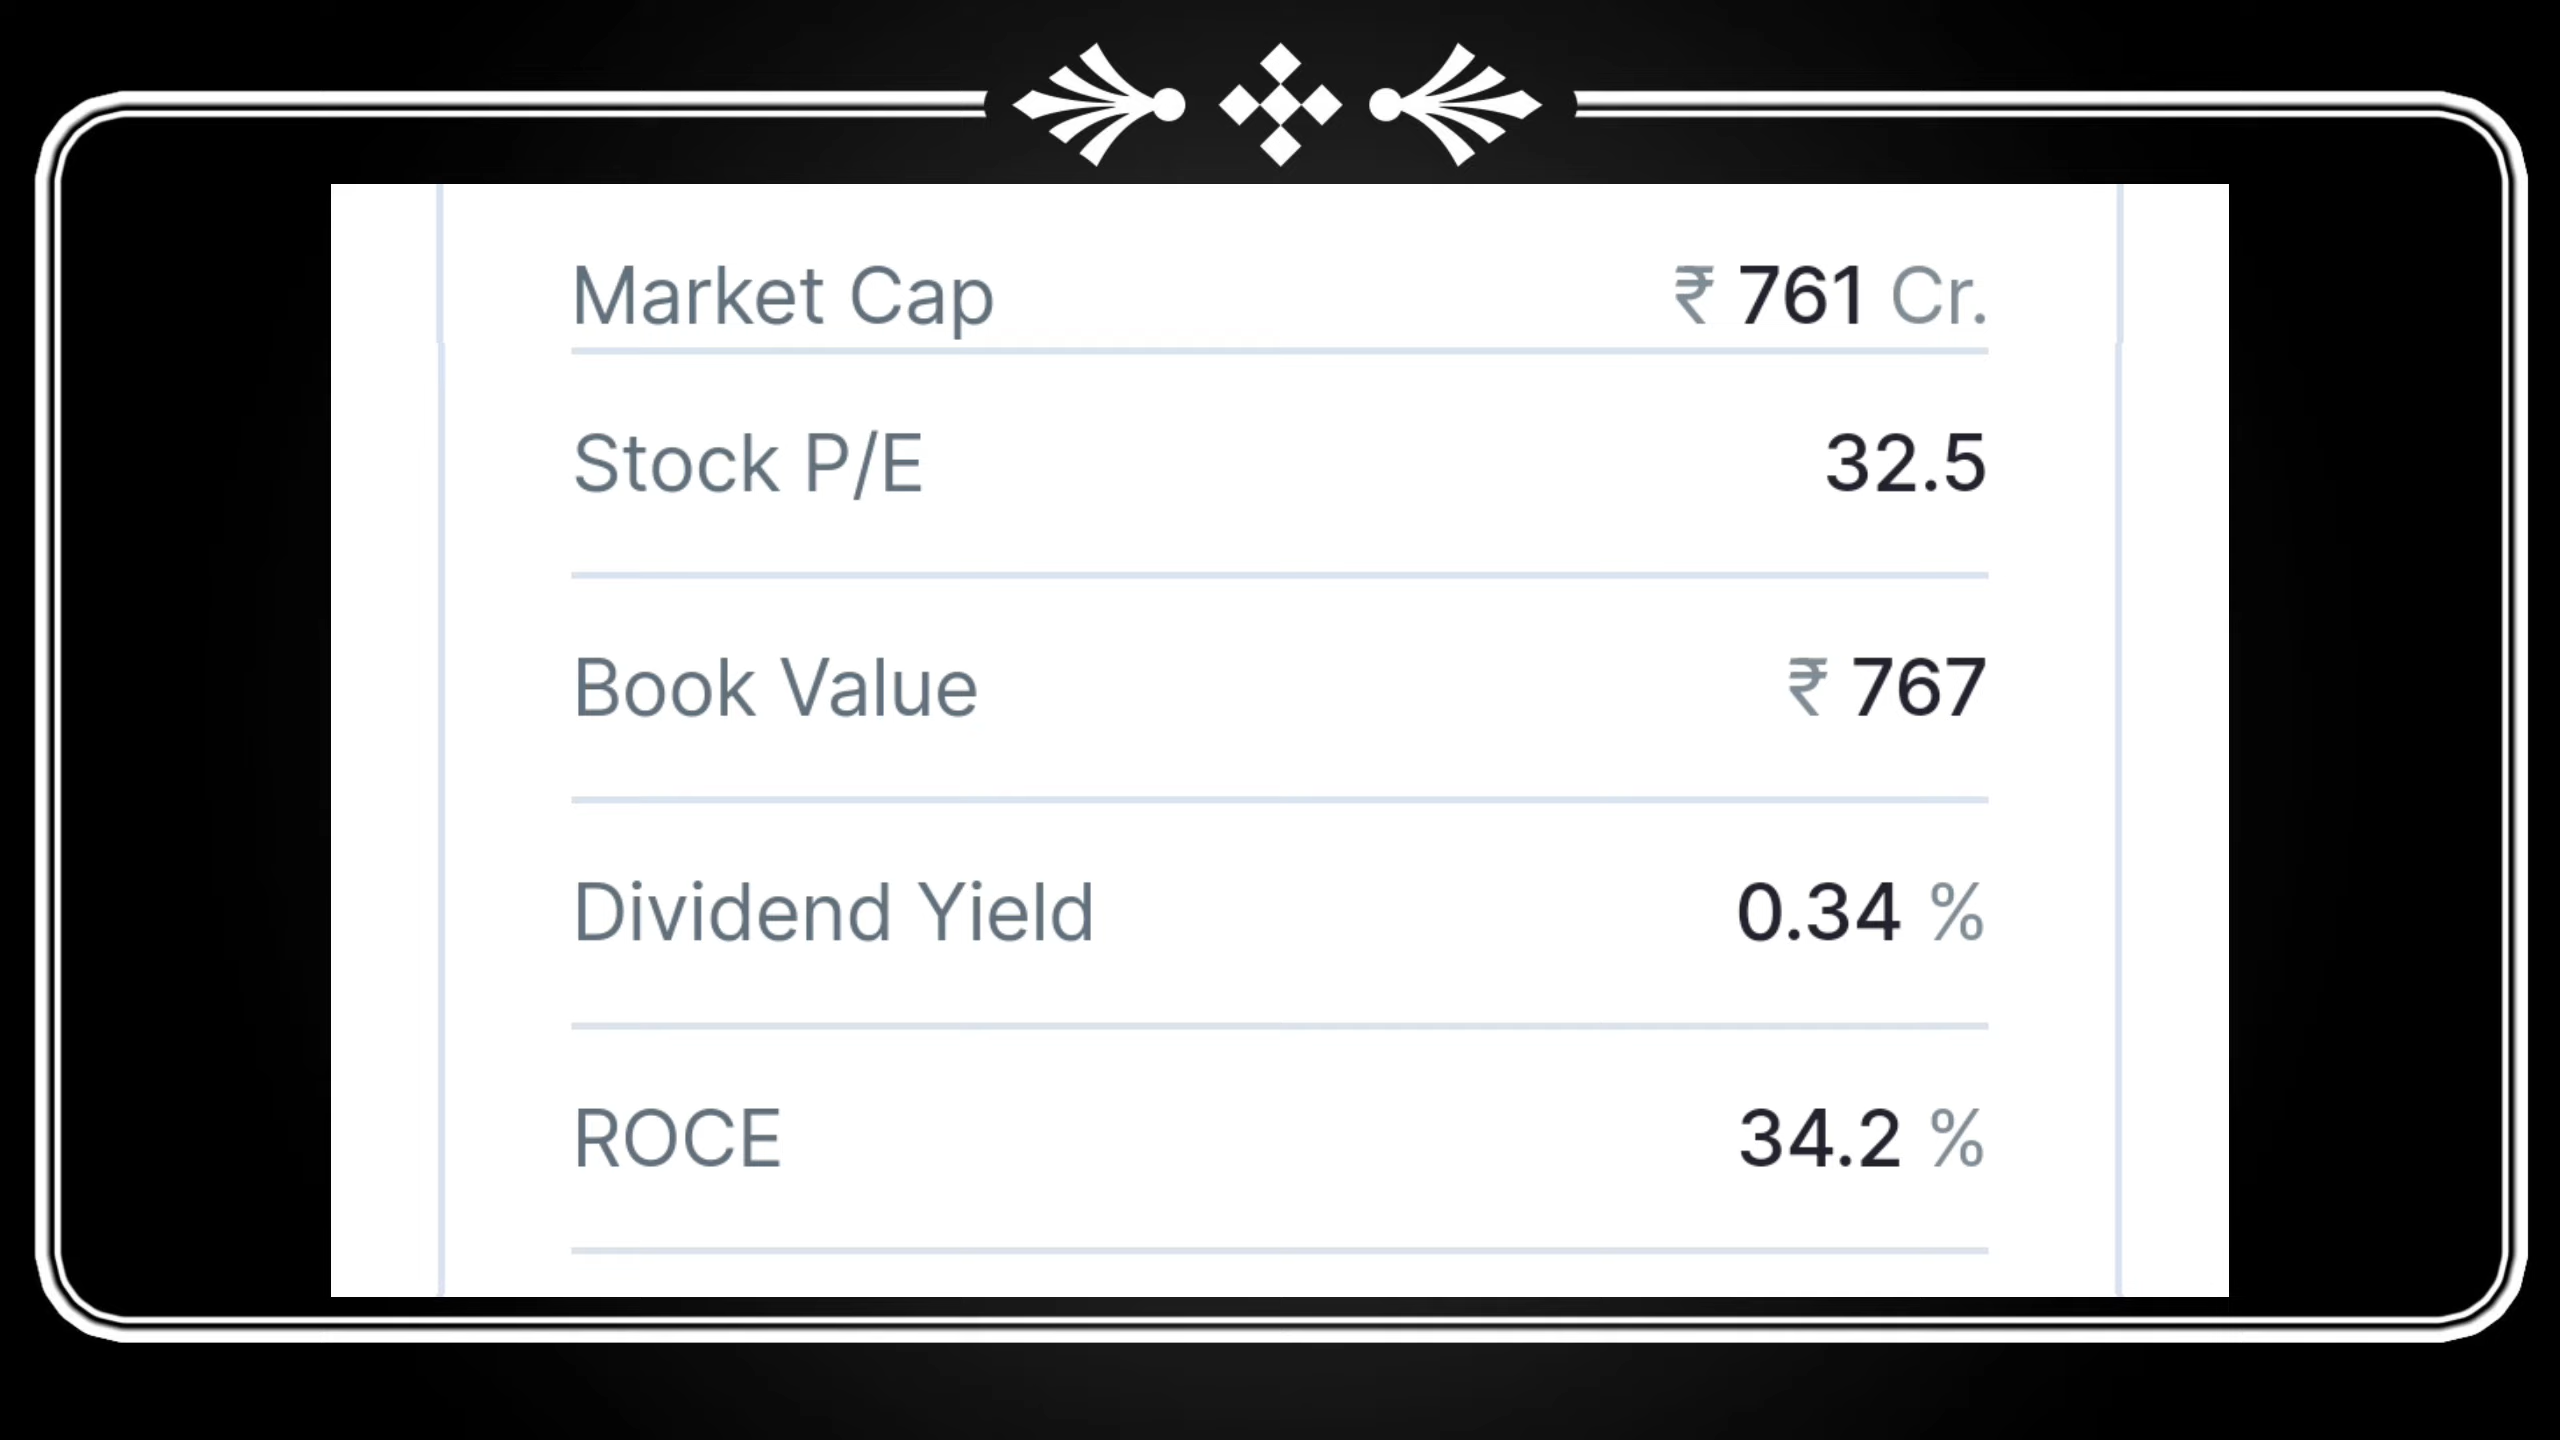 Market Cap ₹ 761 Cr.
Stock P/E 32.5
Book Value ₹ 767
Dividend Yield 0.34 %
ROCE 34.2 %